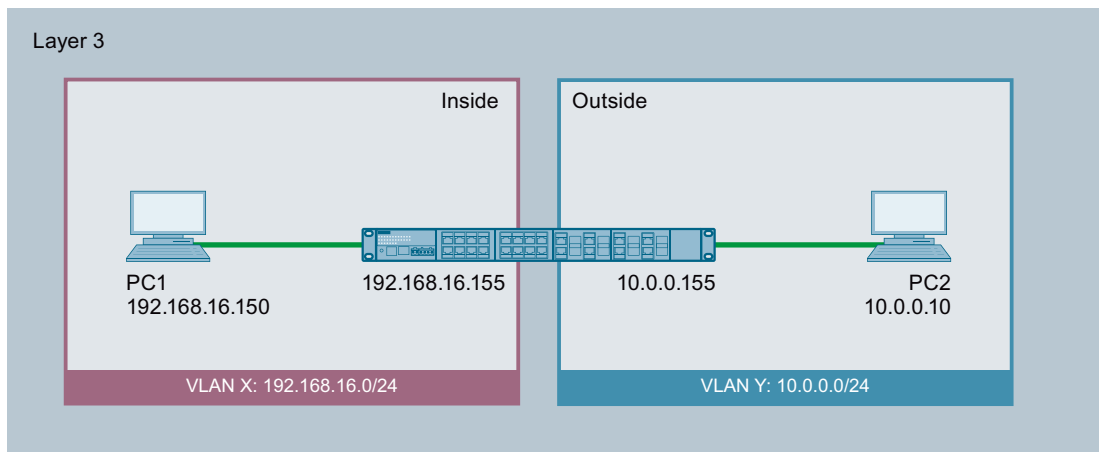 Layer 3
Inside
Outside
PC1
192.168.16.150
192.168.16.155
10.0.0.155
PC2
10.0.0.10
VLAN X: 192.168.16.0/24
VLAN Y: 10.0.0.0/24